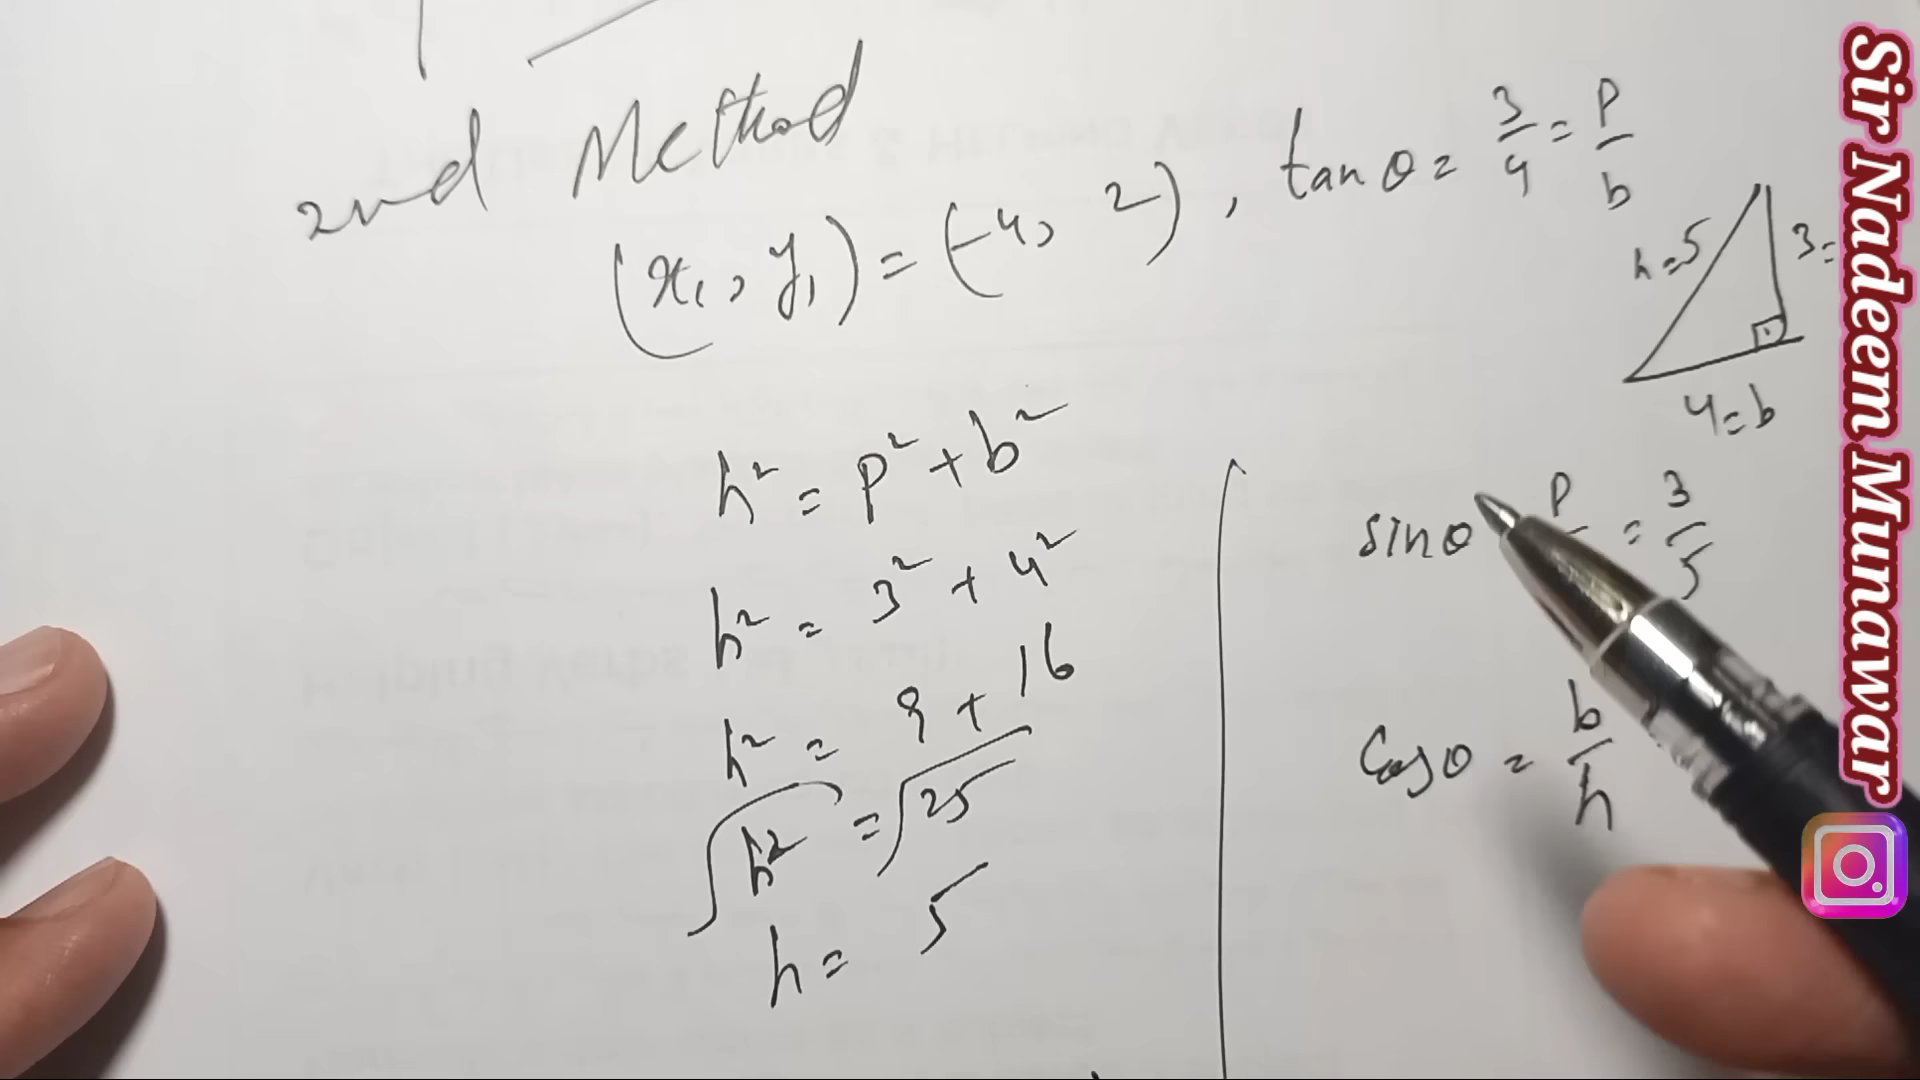 2nd Method
(x₁, y₁) = (-4, 2), tan θ = 3/4 = P/b
h = 5
3 =
4 = b
h² = P² + b²
h² = 3² + 4²
h² = 9 + 16
√h² = √25
h = 5
sin θ P = 3/5
Cos θ = b/h
Sir Nadeem Munawar